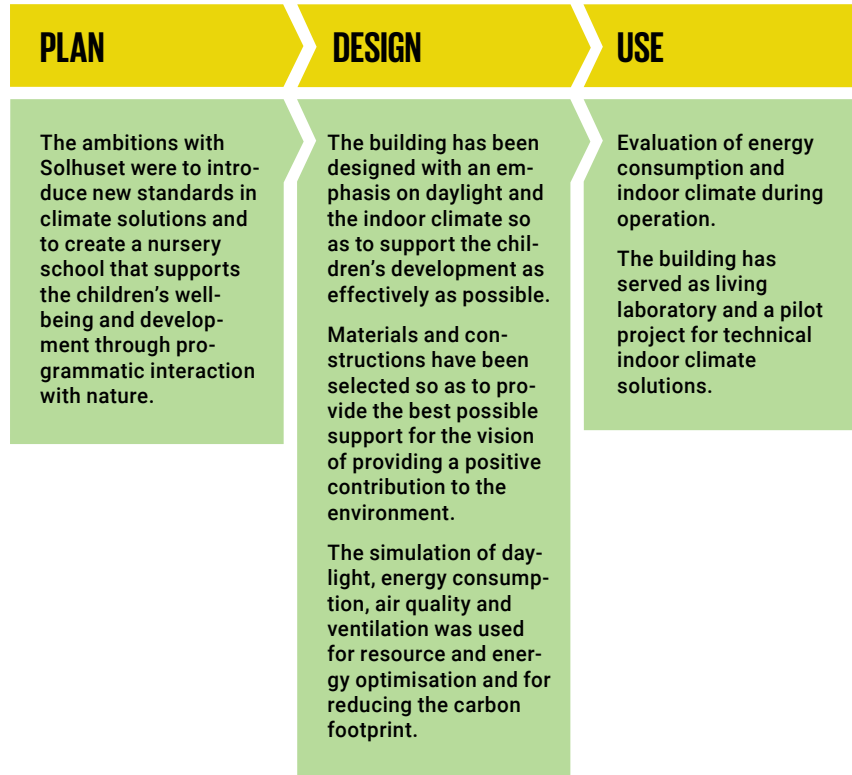 PLAN
The ambitions with
Solhuset were to intro-
duce new standards in
climate solutions and
to create a nursery
school that supports
the children's well-
being and develop-
ment through pro-
grammatic interaction
with nature.
DESIGN
The building has been
designed with an em-
phasis on daylight and
the indoor climate so
as to support the chil-
dren's development as
effectively as possible.
Materials and con-
structions have been
selected so as to pro-
vide the best possible
support for the vision
of providing a positive
contribution to the
environment.
The simulation of day-
light, energy consump-
tion, air quality and
ventilation was used
for resource and ener-
gy optimisation and for
reducing the carbon
footprint.
USE
Evaluation of energy
consumption and
indoor climate during
operation.
The building has
served as living
laboratory and a pilot
project for technical
indoor climate
solutions.